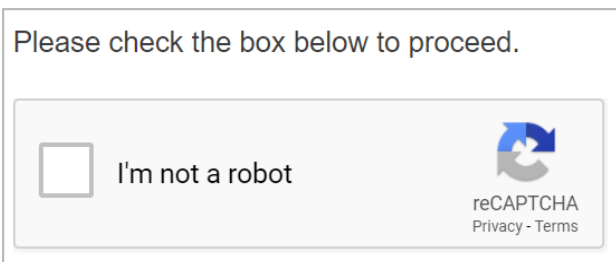 Please check the box below to proceed.
I'm not a robot
reCAPTCHA
Privacy - Terms